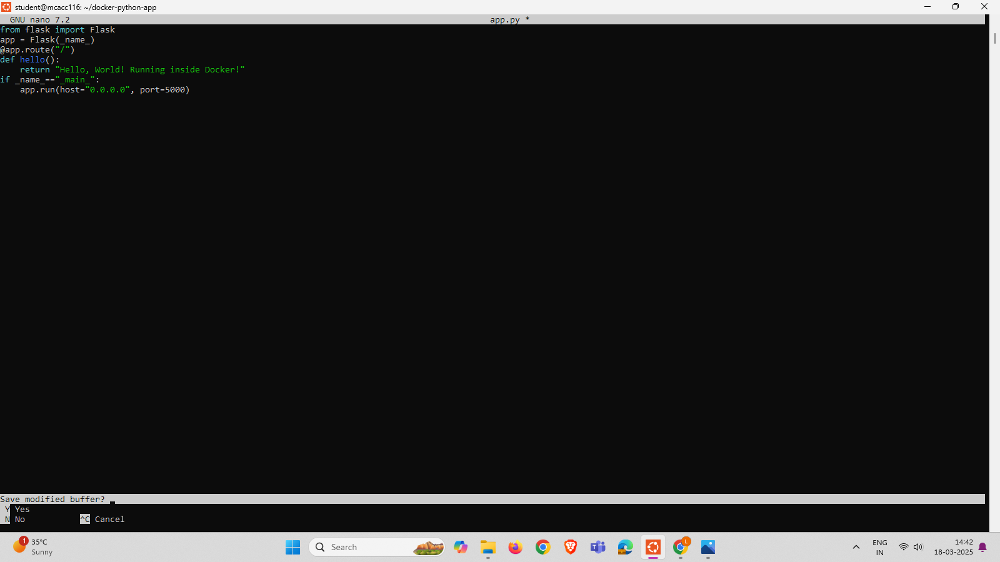 student@mcacc116: ~/docker-python-app
GNU nano 7.2 app.py *
from flask import Flask
app = Flask(_name_)
@app.route("/")
def hello():
    return "Hello, World! Running inside Docker!"
if _name_=="_main_":
    app.run(host="0.0.0.0", port=5000)
Save modified buffer?
Y Yes
N No ^C Cancel
1
35°C
Sunny
Search
L
ENG
IN
14:42
18-03-2025